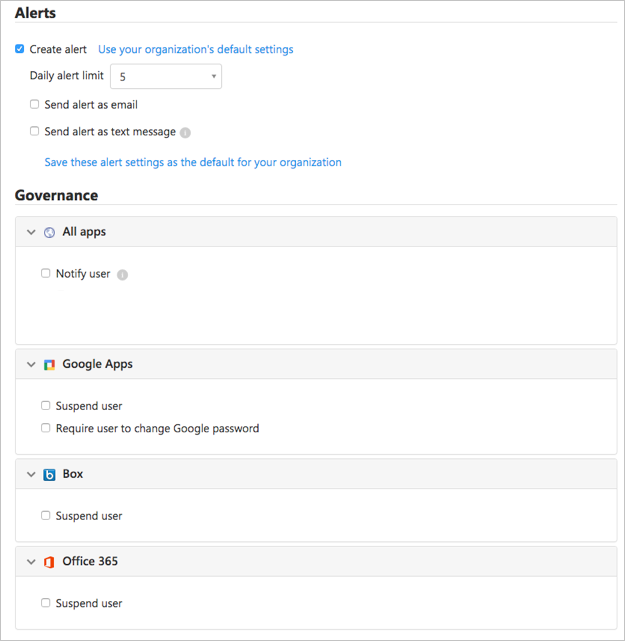 Alerts
Create alert Use your organization's default settings
Daily alert limit 5
Send alert as email
Send alert as text message i
Save these alert settings as the default for your organization
Governance
All apps
Notify user i
Google Apps
Suspend user
Require user to change Google password
b Box
Suspend user
Office 365
Suspend user